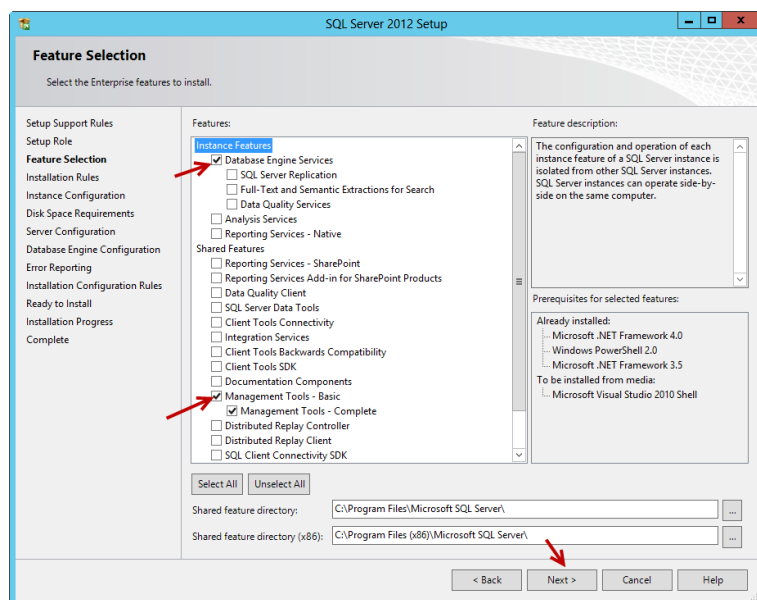 SQL Server 2012 Setup
Feature Selection
Select the Enterprise features to install.
Setup Support Rules
Setup Role
Feature Selection
Installation Rules
Instance Configuration
Disk Space Requirements
Server Configuration
Database Engine Configuration
Error Reporting
Installation Configuration Rules
Ready to Install
Installation Progress
Complete
Features:
Instance Features
Database Engine Services
SQL Server Replication
Full-Text and Semantic Extractions for Search
Data Quality Services
Analysis Services
Reporting Services - Native
Shared Features
Reporting Services - SharePoint
Reporting Services Add-in for SharePoint Products
Data Quality Client
SQL Server Data Tools
Client Tools Connectivity
Integration Services
Client Tools Backwards Compatibility
Client Tools SDK
Documentation Components
Management Tools - Basic
Management Tools - Complete
Distributed Replay Controller
Distributed Replay Client
SQL Client Connectivity SDK
Feature description:
The configuration and operation of each
instance feature of a SQL Server instance is
isolated from other SQL Server instances.
SQL Server instances can operate side-by-
side on the same computer.
Prerequisites for selected features:
Already installed:
Microsoft .NET Framework 4.0
Windows PowerShell 2.0
Microsoft .NET Framework 3.5
To be installed from media:
Microsoft Visual Studio 2010 Shell
Select All
Unselect All
Shared feature directory:
C:\Program Files\Microsoft SQL Server\
...
Shared feature directory (x86):
C:\Program Files (x86)\Microsoft SQL Server\
...
< Back
Next >
Cancel
Help